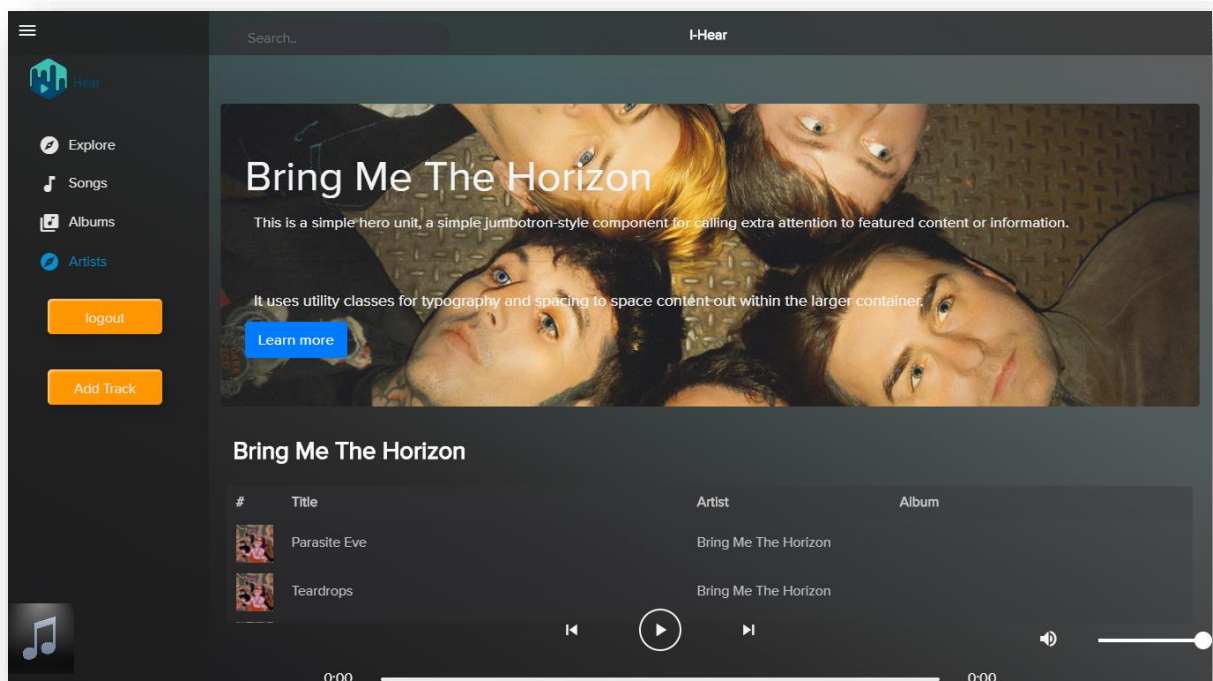 Search..
I-Hear
Hear
Explore
Songs
Albums
Artists
logout
Add Track
Bring Me The Horizon
This is a simple hero unit, a simple jumbotron-style component for calling extra attention to featured content or information.
It uses utility classes for typography and spacing to space content out within the larger container.
Learn more
Bring Me The Horizon
# Title Artist Album
Parasite Eve Bring Me The Horizon
Teardrops Bring Me The Horizon
0:00 0:00